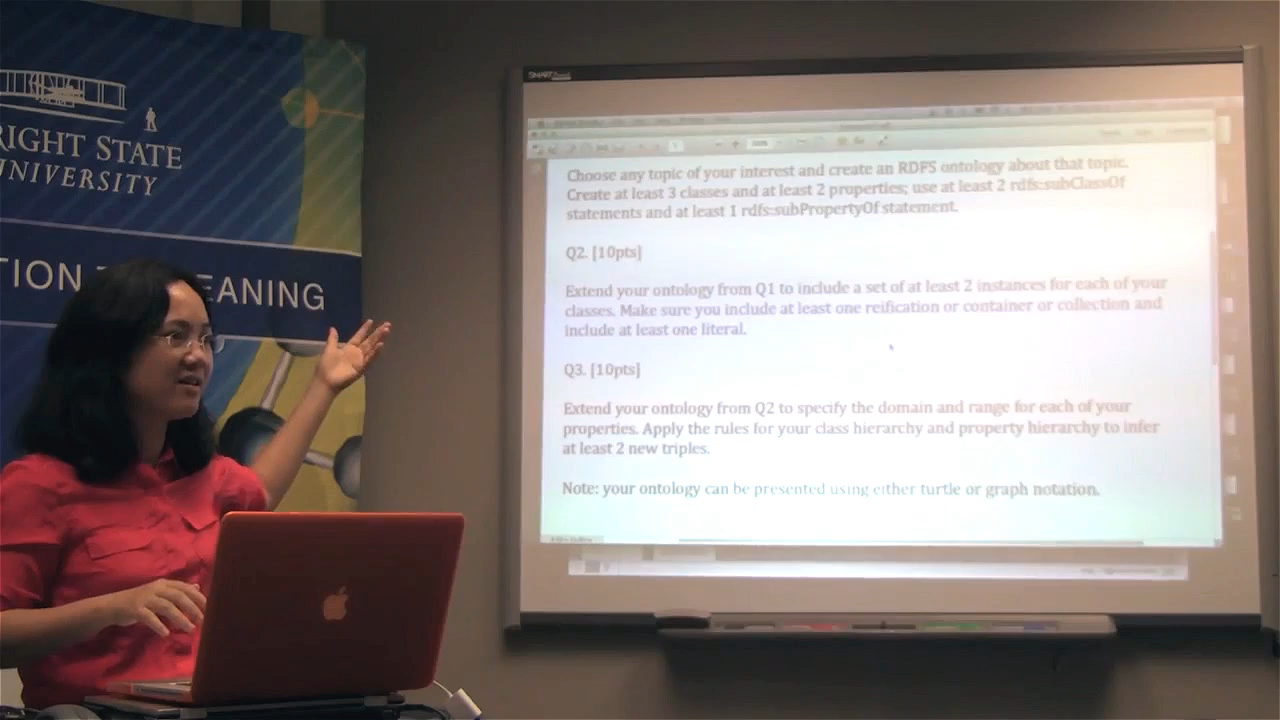 RIGHT STATE
UNIVERSITY
TION EANING
SMART
Choose any topic of your interest and create an RDFS ontology about that topic.
Create at least 3 classes and at least 2 properties; use at least 2 rdfs:subClassOf
statements and at least 1 rdfs:subPropertyOf statement.
Q2. [10pts]
Extend your ontology from Q1 to include a set of at least 2 instances for each of your
classes. Make sure you include at least one reification or container or collection and
include at least one literal.
Q3. [10pts]
Extend your ontology from Q2 to specify the domain and range for each of your
properties. Apply the rules for your class hierarchy and property hierarchy to infer
at least 2 new triples.
Note: your ontology can be presented using either turtle or graph notation.